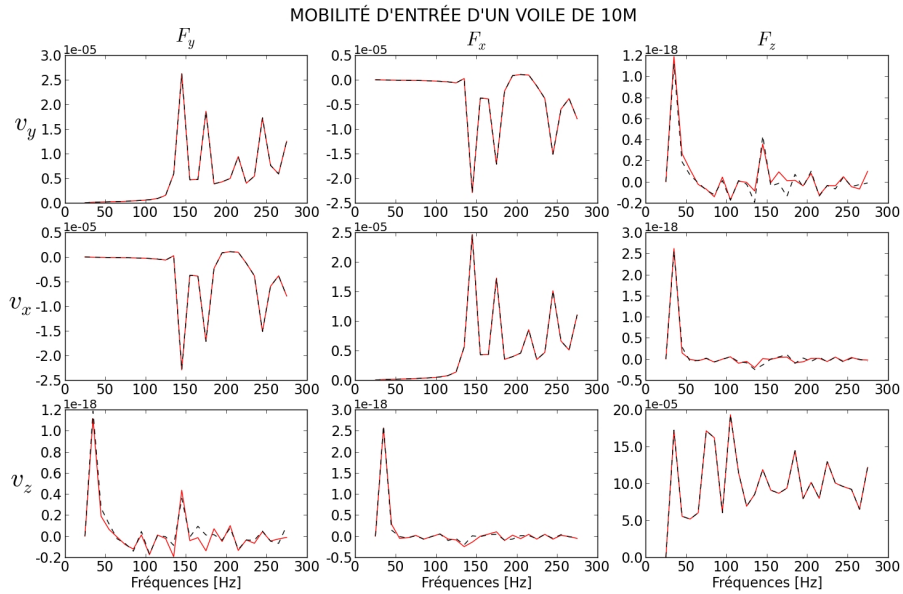 MOBILITÉ D'ENTRÉE D'UN VOILE DE 10M
F_y F_x F_z
1e-05 1e-05 1e-18
3.0 0.5 1.2
2.5 0.0 1.0
2.0 -0.5 0.8
v_y 1.5 -1.0 0.6
1.0 -1.5 0.4
0.5 -2.0 0.2
0.0 -2.5 0.0
-0.2
0 50 100 150 200 250 300 0 50 100 150 200 250 300 0 50 100 150 200 250 300
1e-05 1e-05 1e-18
0.5 2.5 3.0
0.0 2.0 2.5
-0.5 1.5 2.0
v_x -1.0 1.0 1.5
-1.5 0.5 1.0
-2.0 0.0 0.5
-2.5 0.0
-0.5
0 50 100 150 200 250 300 0 50 100 150 200 250 300 0 50 100 150 200 250 300
1e-18 1e-18 1e-05
1.2 3.0 20.0
1.0 2.5 15.0
0.8 2.0 10.0
v_z 0.6 1.5 5.0
0.4 1.0 0.0
0.2 0.5
0.0 0.0
-0.2 -0.5
0 50 100 150 200 250 300 0 50 100 150 200 250 300 0 50 100 150 200 250 300
Fréquences [Hz] Fréquences [Hz] Fréquences [Hz]